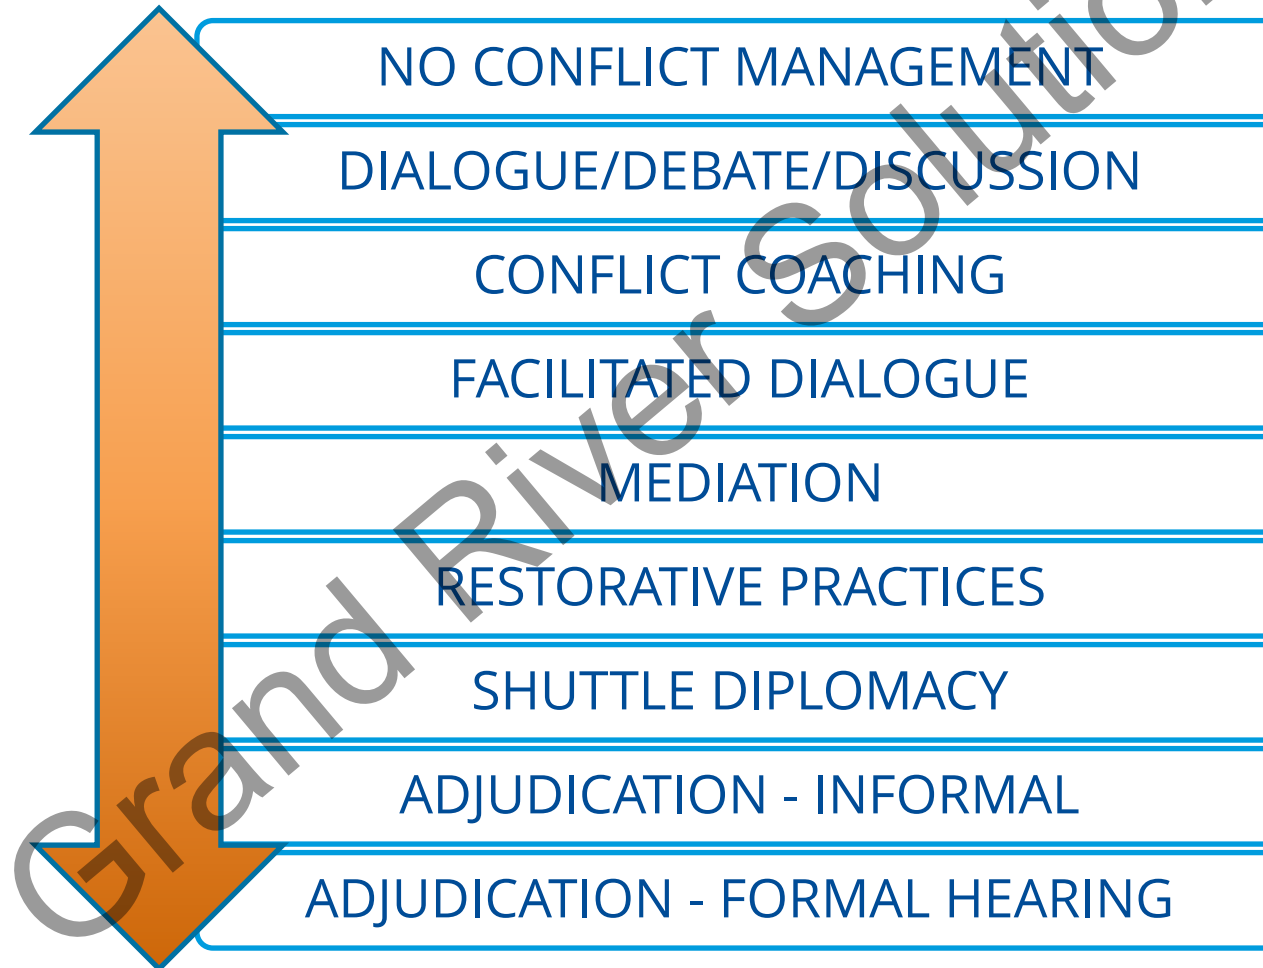 NO CONFLICT MANAGEMENT
DIALOGUE/DEBATE/DISCUSSION
CONFLICT COACHING
FACILITATED DIALOGUE
MEDIATION
RESTORATIVE PRACTICES
SHUTTLE DIPLOMACY
ADJUDICATION - INFORMAL
ADJUDICATION - FORMAL HEARING
Grand River Solution